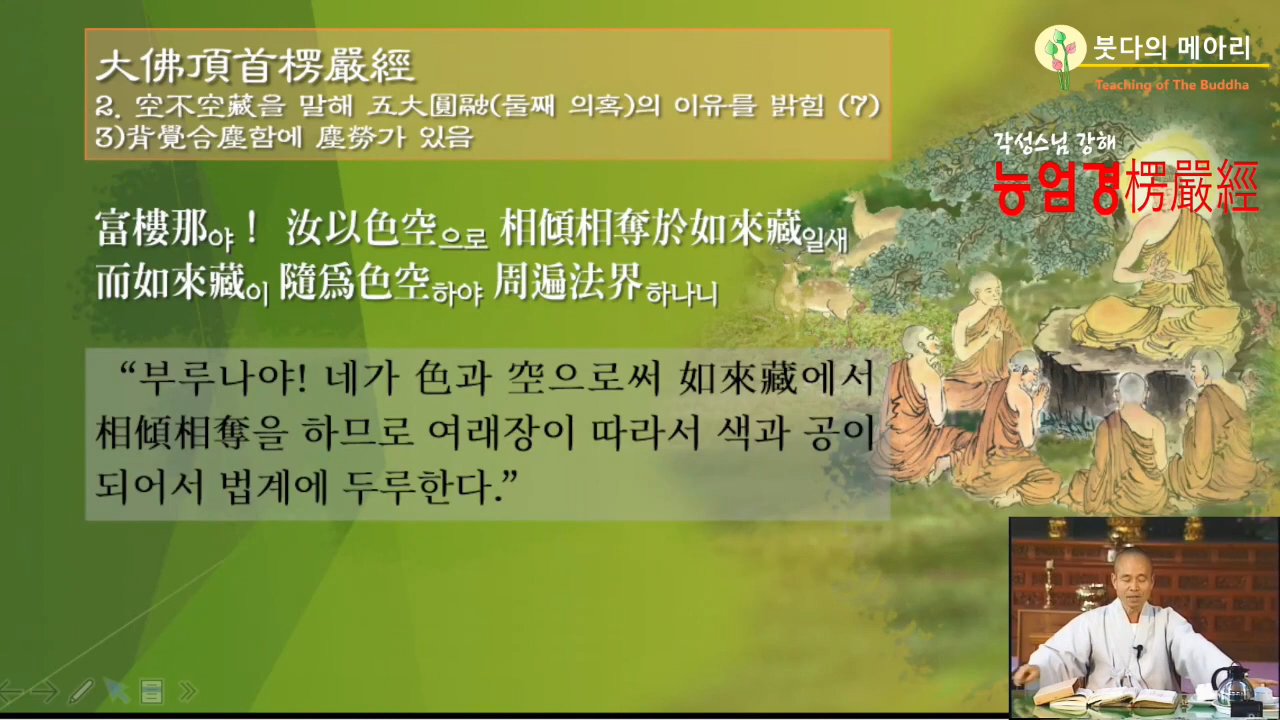 大佛頂首楞嚴經
2. 空不空藏을 말해 五大圓融(둘째 의혹)의 이유를 밝힘 (7)
3)背覺合塵함에 塵勞가 있음
富樓那야! 汝以色空으로 相傾相奪於如來藏일새
而如來藏이 隨爲色空하야 周遍法界하나니
“부루나야! 네가 色과 空으로써 如來藏에서
相傾相奪을 하므로 여래장이 따라서 색과 공이
되어서 법계에 두루한다.”
붓다의 메아리
Teaching of The Buddha
각성스님 강해
능엄경楞嚴經